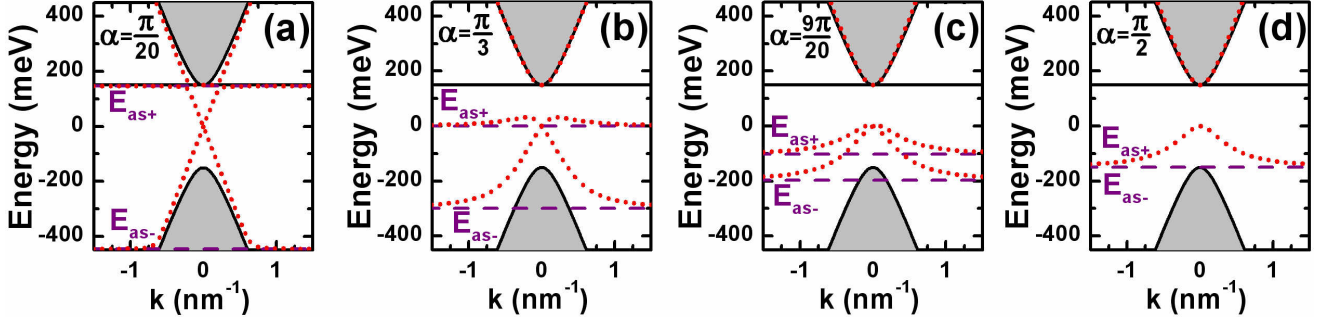 Energy (meV)
400
200
0
-200
-400
α=π/20
(a)
E_as+
E_as-
-1 0 1
k (nm⁻¹)
Energy (meV)
400
200
0
-200
-400
α=π/3
(b)
E_as+
E_as-
-1 0 1
k (nm⁻¹)
Energy (meV)
400
200
0
-200
-400
α=9π/20
(c)
E_as+
E_as-
-1 0 1
k (nm⁻¹)
Energy (meV)
400
200
0
-200
-400
α=π/2
(d)
E_as+
E_as-
-1 0 1
k (nm⁻¹)